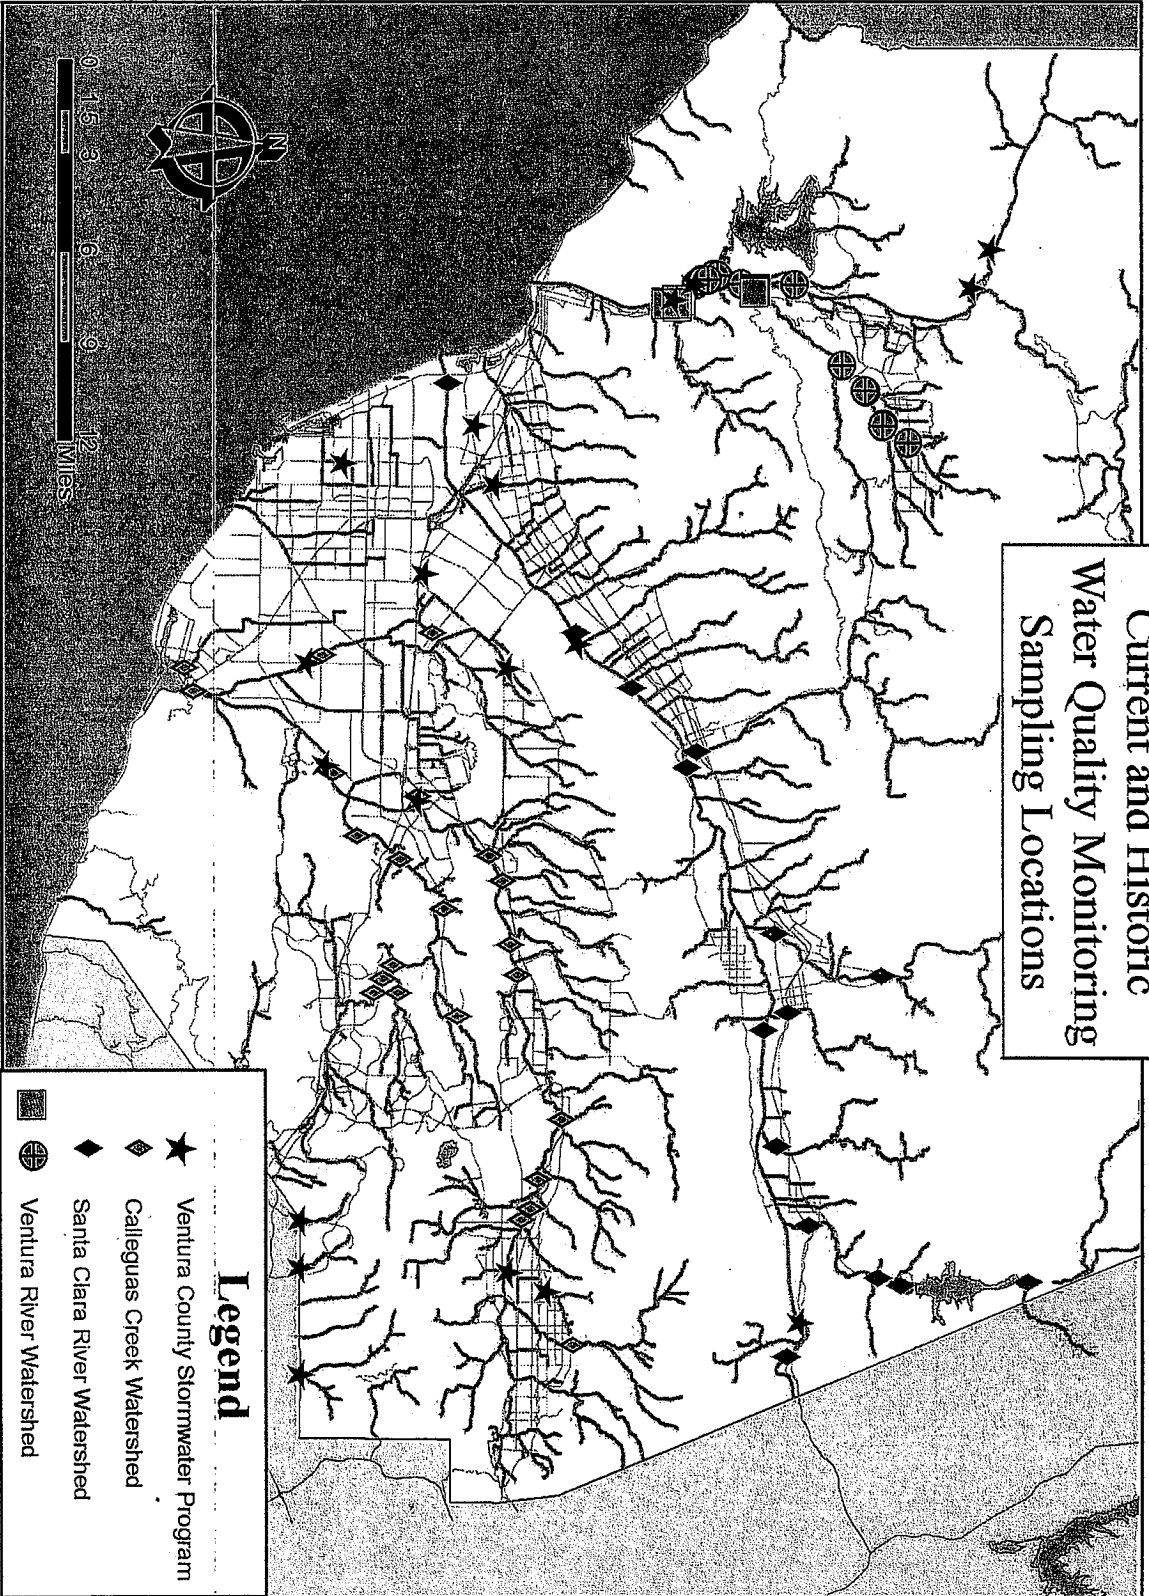 Current and Historic
Water Quality Monitoring
Sampling Locations
N
0 1.5 3 6 9 12
Miles
Legend
Ventura County Stormwater Program
Calleguas Creek Watershed
Santa Clara River Watershed
Ventura River Watershed